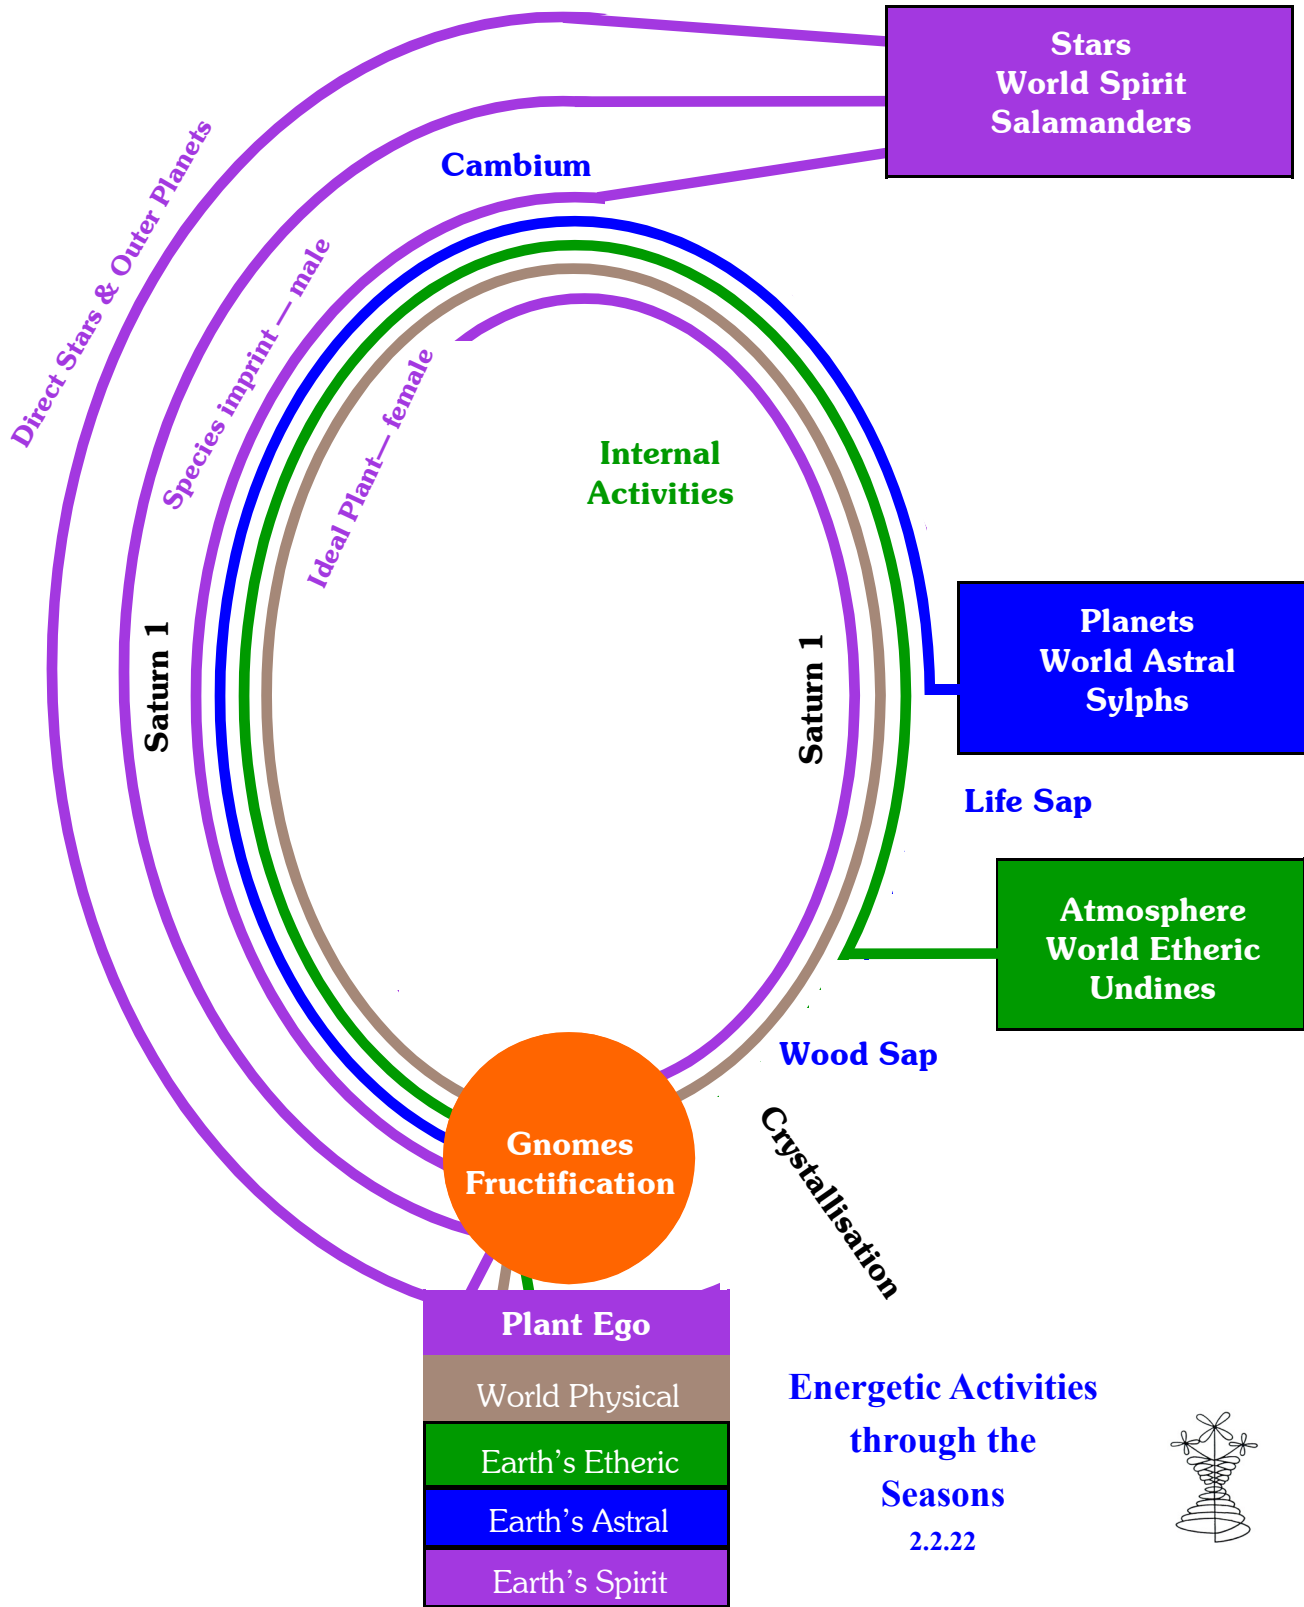 Stars
World Spirit
Salamanders
Cambium
Direct Stars & Outer Planets
Species imprint — male
Ideal Plant— female
Internal
Activities
Saturn 1
Saturn 1
Planets
World Astral
Sylphs
Life Sap
Atmosphere
World Etheric
Undines
Wood Sap
Crystallisation
Gnomes
Fructification
Plant Ego
World Physical
Earth's Etheric
Earth's Astral
Earth's Spirit
Energetic Activities
through the
Seasons
2.2.22